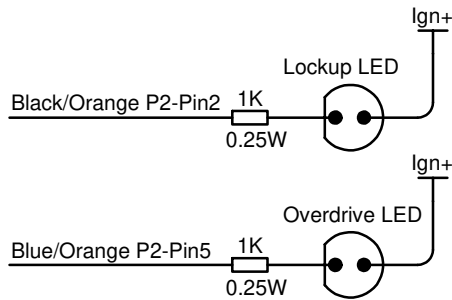 Ign+
Lockup LED
Black/Orange P2-Pin2
1K
0.25W
Ign+
Overdrive LED
Blue/Orange P2-Pin5
1K
0.25W